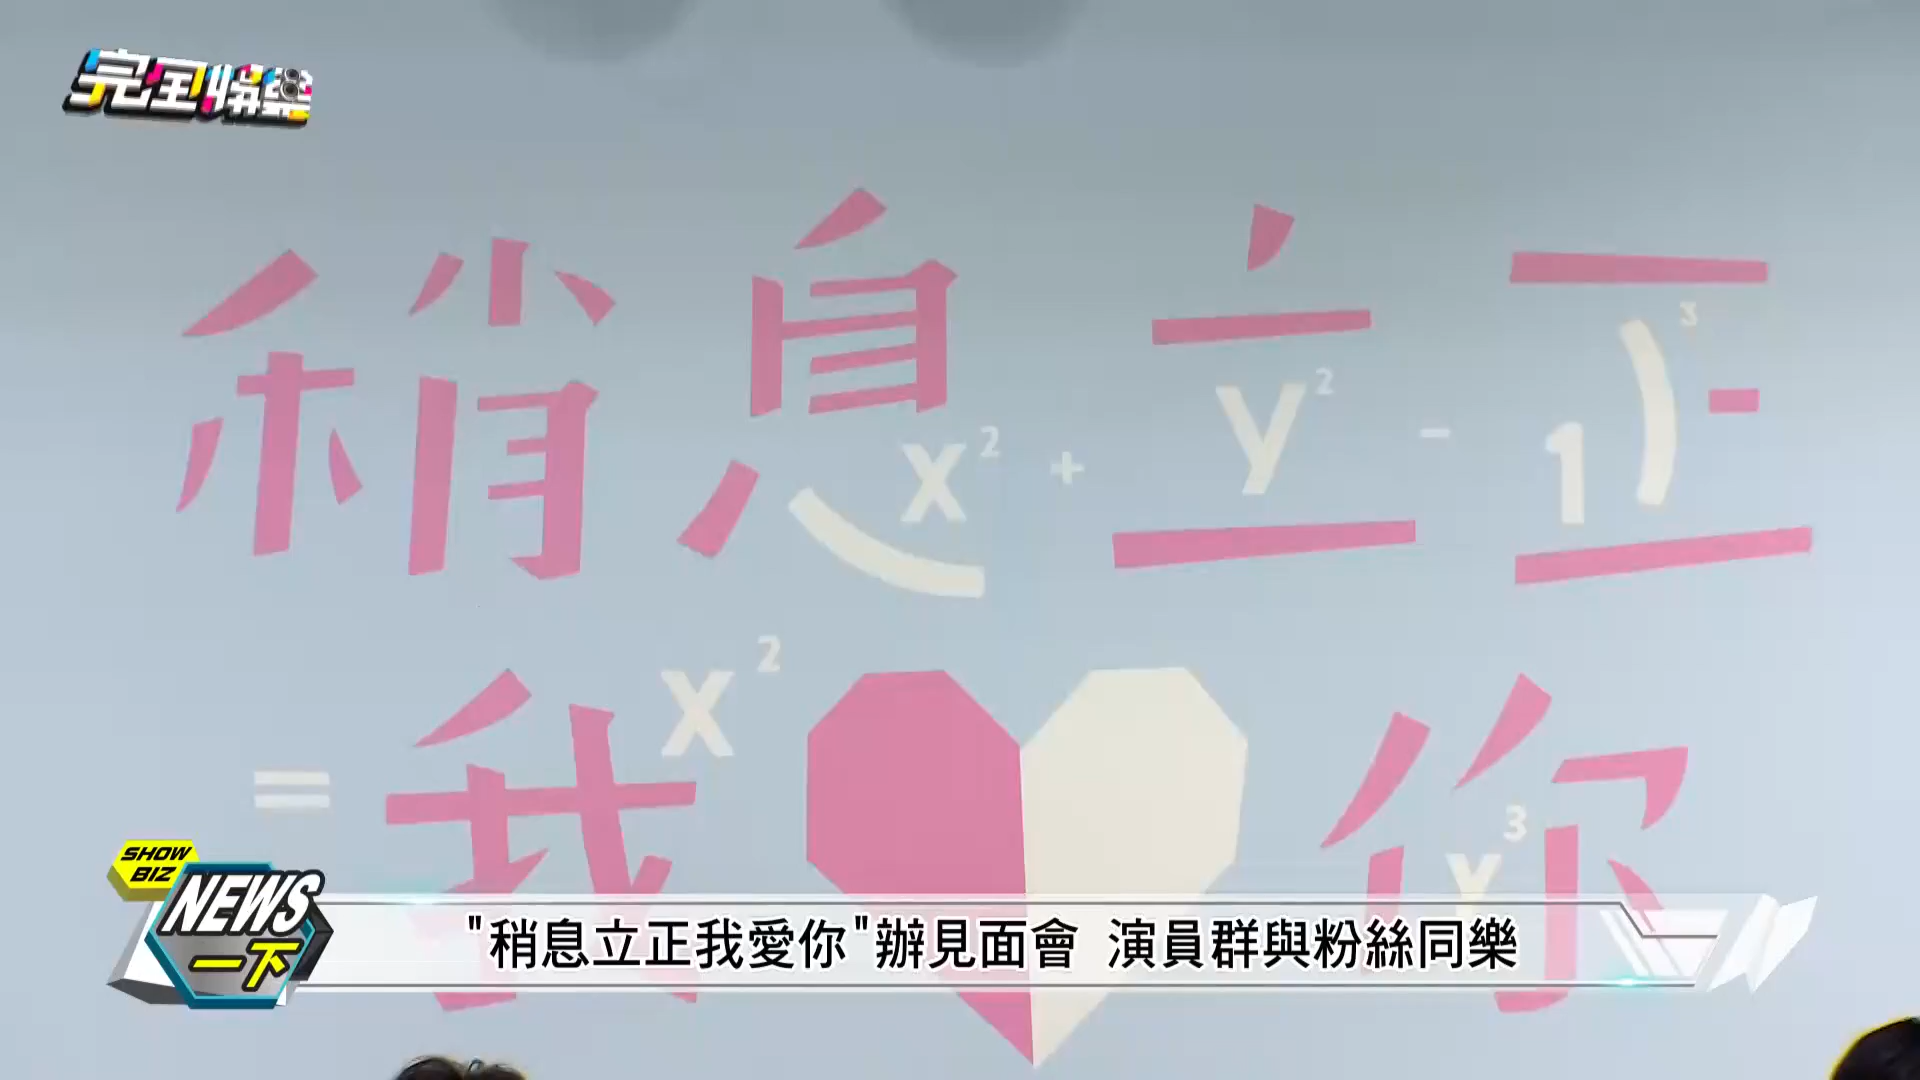 完全娛樂
稍息立正
(x² + y² - 1)³
= 我 x² 你 y³
SHOW BIZ
NEWS
一下
"稍息立正我愛你"辦見面會 演員群與粉絲同樂